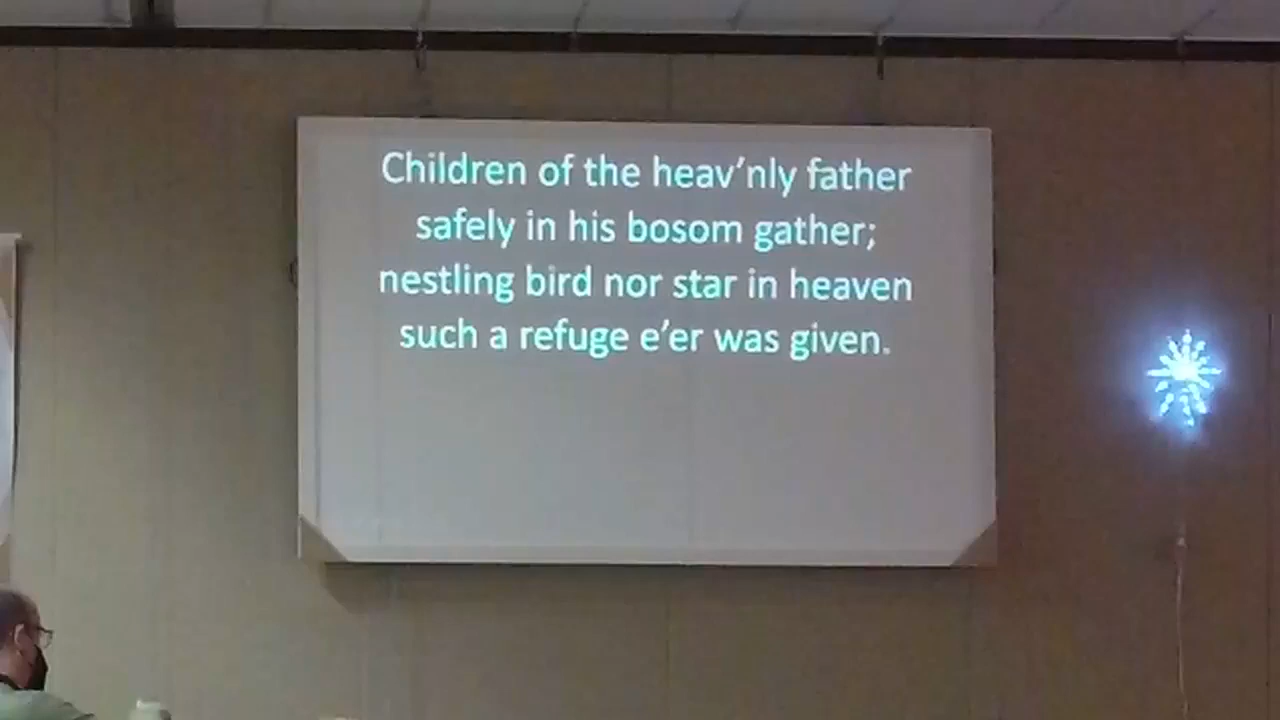 Children of the heav’nly father
safely in his bosom gather;
nestling bird nor star in heaven
such a refuge e’er was given.